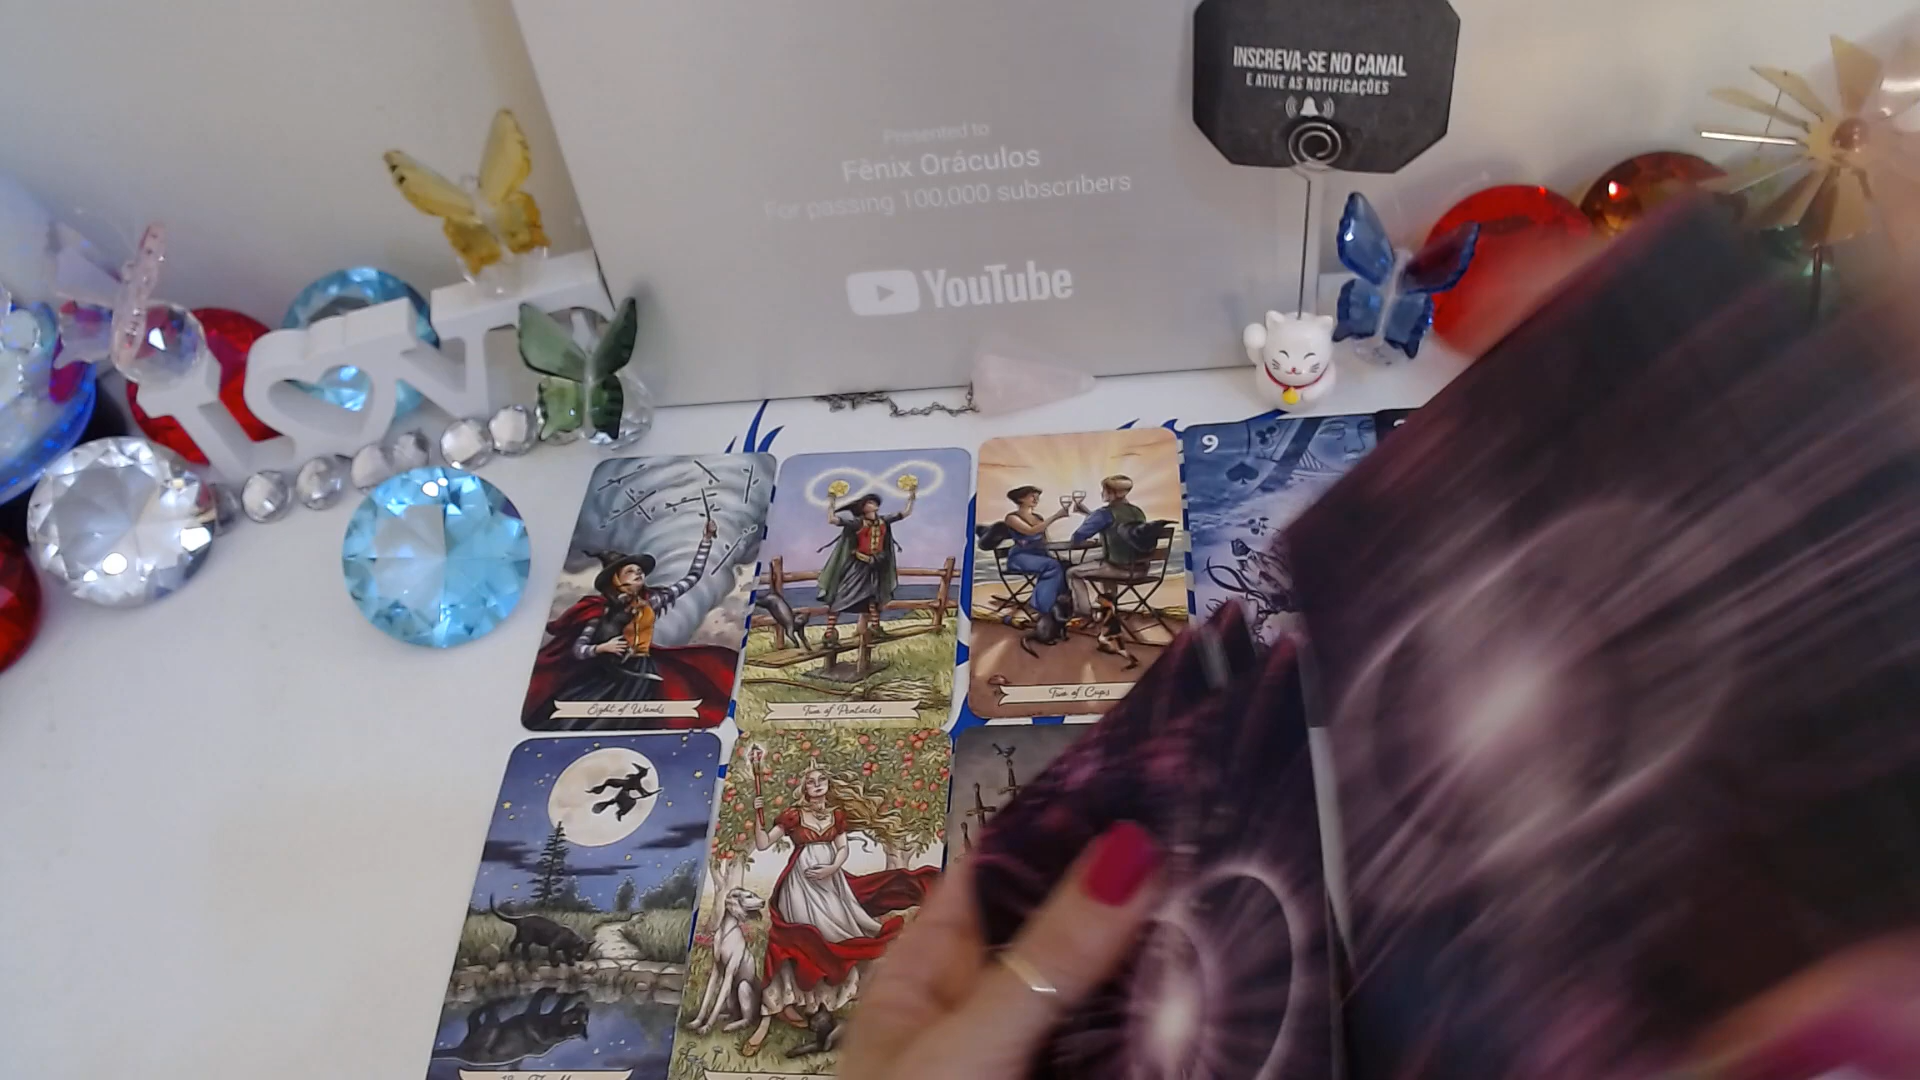 INSCREVA-SE NO CANAL
E ATIVE AS NOTIFICAÇÕES
Presented to
Fênix Oráculos
For passing 100,000 subscribers
YouTube
LOVE
9
Eight of Wands
Two of Pentacles
Two of Cups